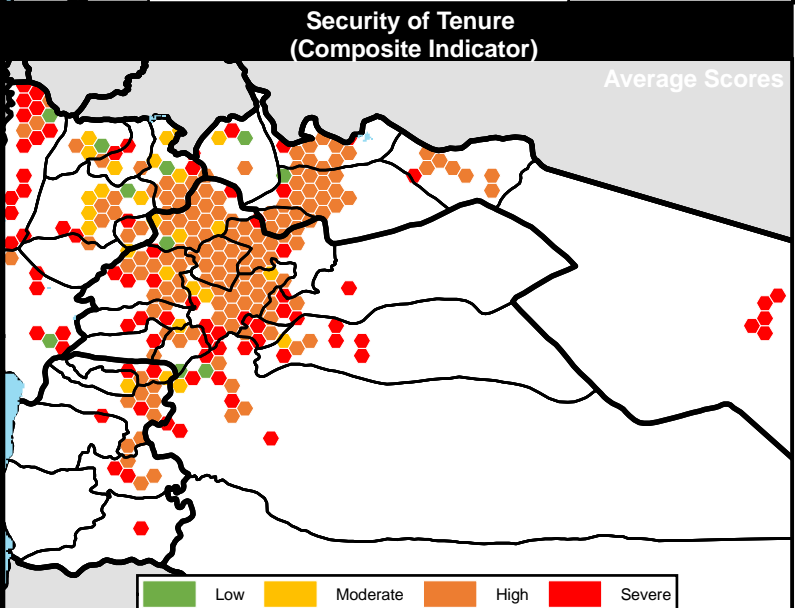 Security of Tenure
(Composite Indicator)
Average Scores
Low
Moderate
High
Severe